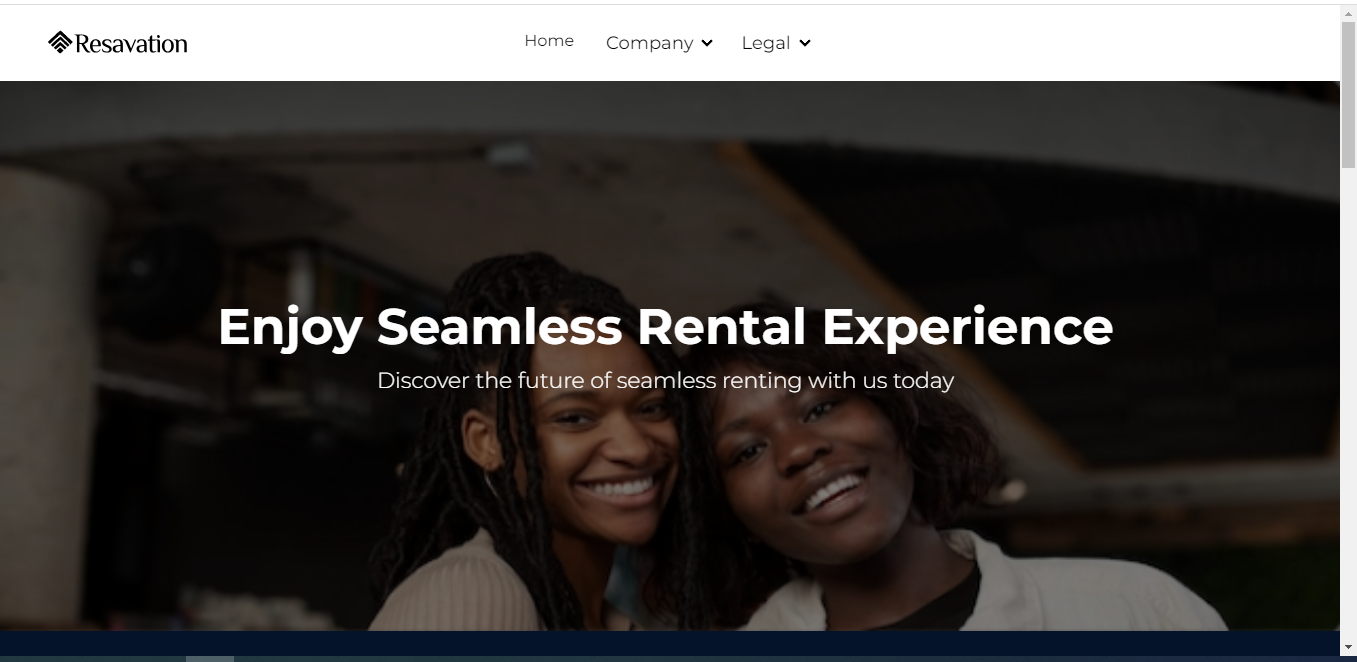 Resavation
Home
Company
Legal
Enjoy Seamless Rental Experience
Discover the future of seamless renting with us today